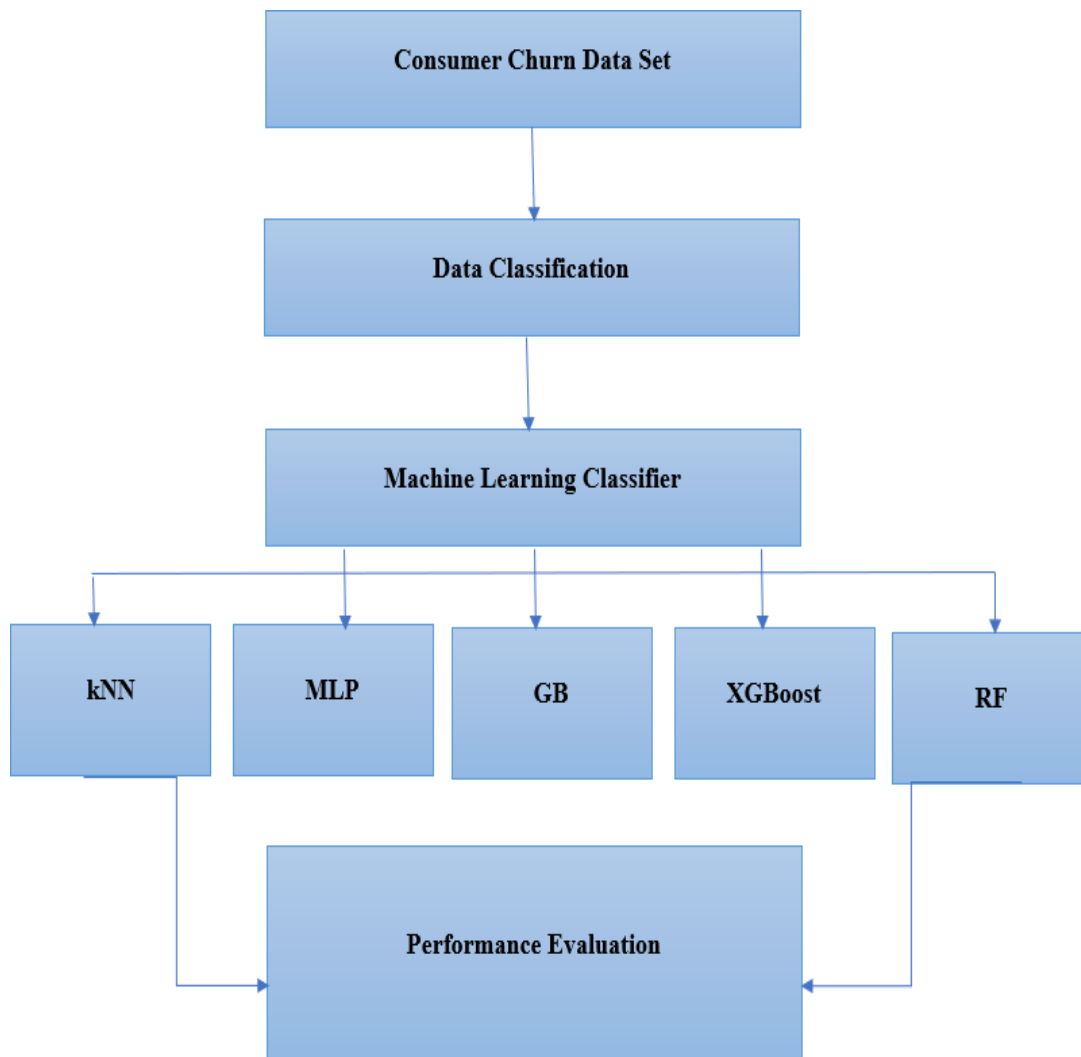 Consumer Churn Data Set
Data Classification
Machine Learning Classifier
kNN
MLP
GB
XGBoost
RF
Performance Evaluation